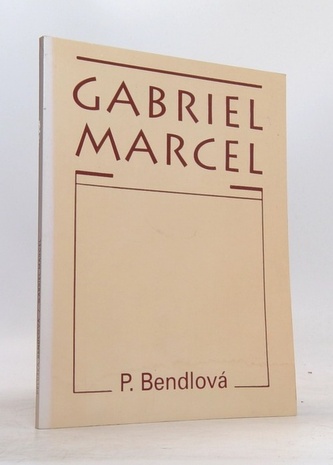 GABRIEL
MARCEL
P. Bendlová